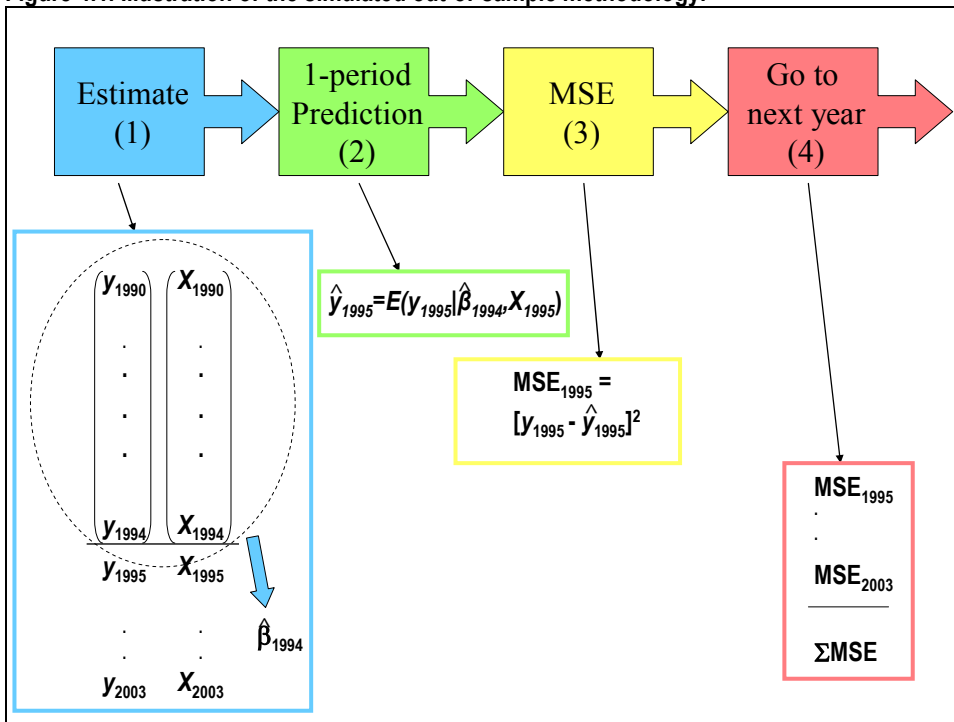 Estimate
(1)
1-period
Prediction
(2)
MSE
(3)
Go to
next year
(4)
y1990 X1990
. .
. .
. .
. .
y1994 X1994
y1995 X1995
. .
. .
y2003 X2003
β̂1994
ŷ1995=E(y1995|β̂1994,X1995)
MSE1995 =
[y1995 - ŷ1995]²
MSE1995
.
.
MSE2003
ΣMSE